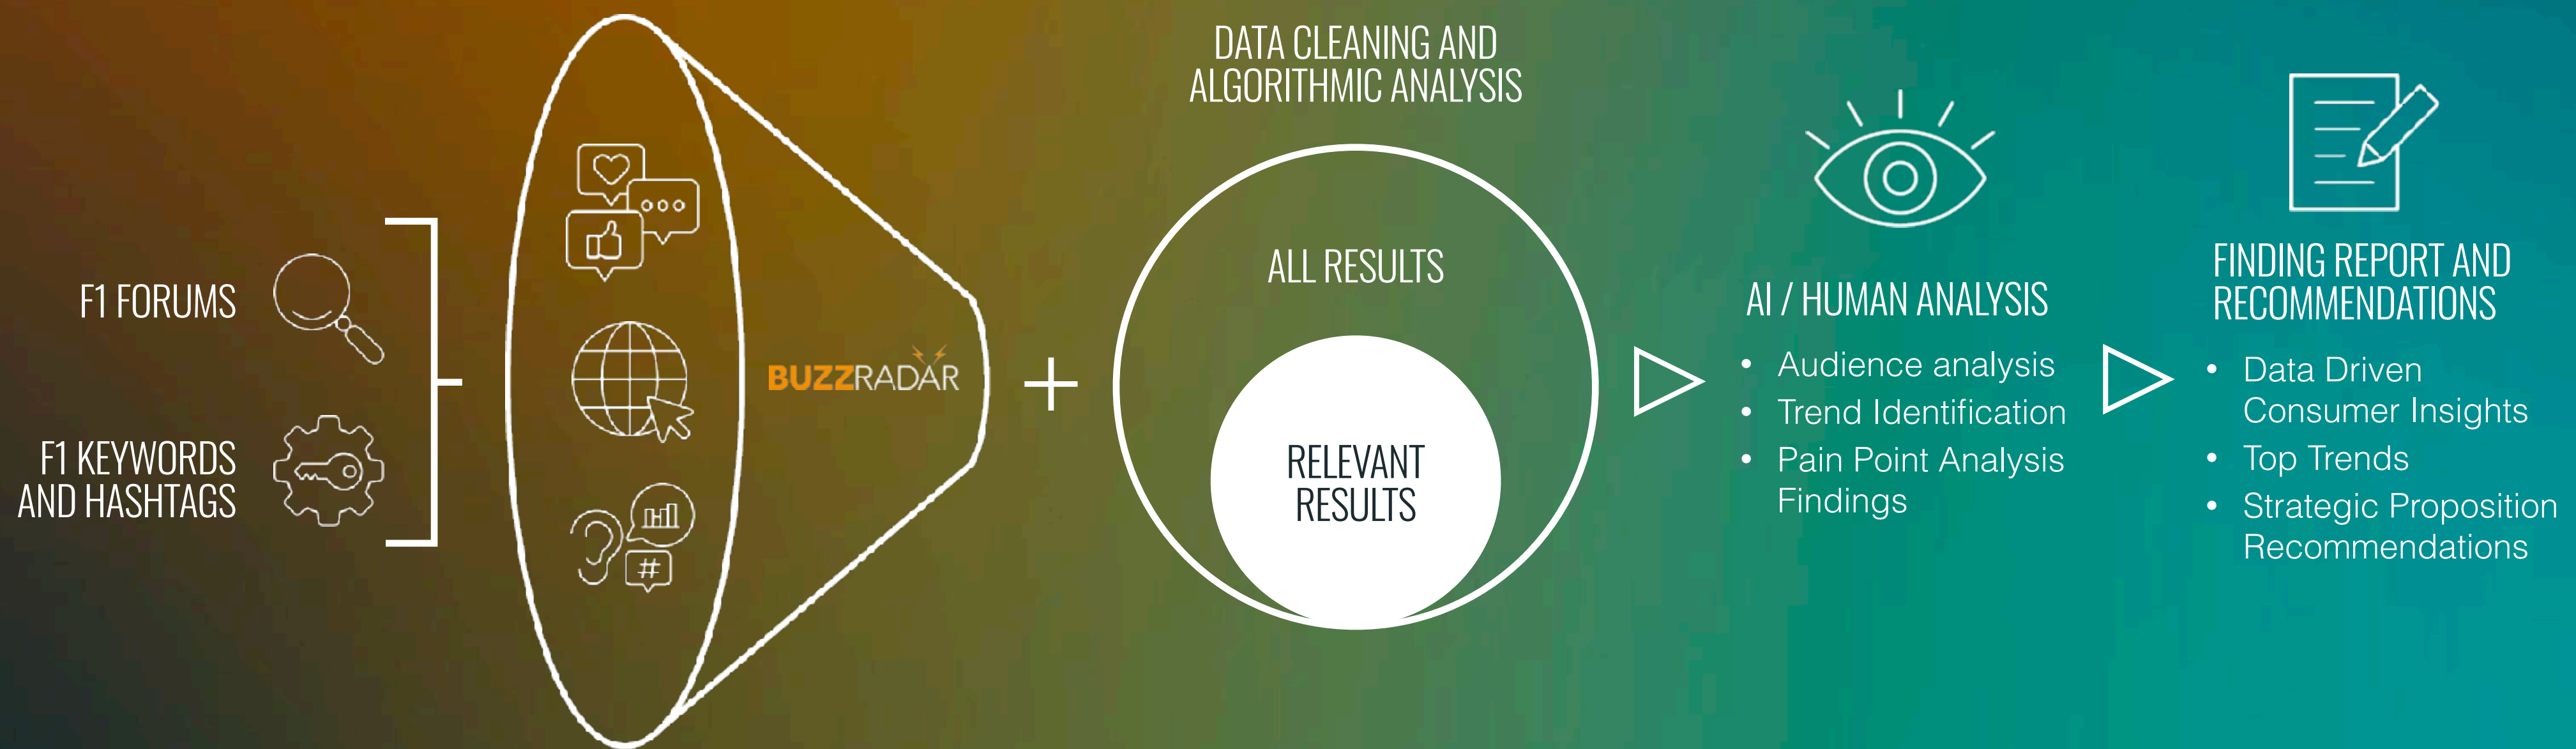 F1 FORUMS
F1 KEYWORDS
AND HASHTAGS
#
BUZZRADAR
DATA CLEANING AND
ALGORITHMIC ANALYSIS
ALL RESULTS
RELEVANT
RESULTS
AI / HUMAN ANALYSIS
• Audience analysis
• Trend Identification
• Pain Point Analysis
Findings
FINDING REPORT AND
RECOMMENDATIONS
• Data Driven
Consumer Insights
• Top Trends
• Strategic Proposition
Recommendations